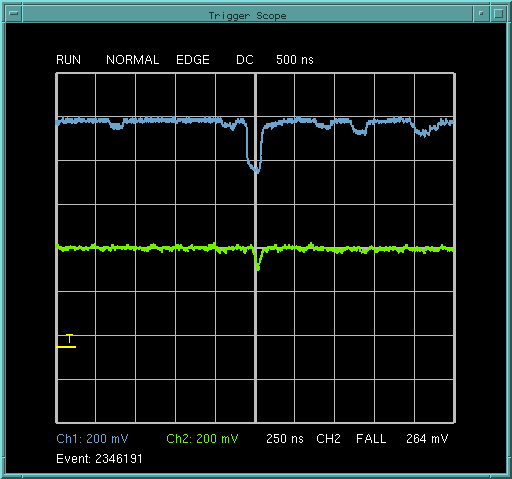 Trigger Scope
RUN NORMAL EDGE DC 500 ns
T
Ch1: 200 mV Ch2: 200 mV 250 ns CH2 FALL 264 mV
Event: 2346191